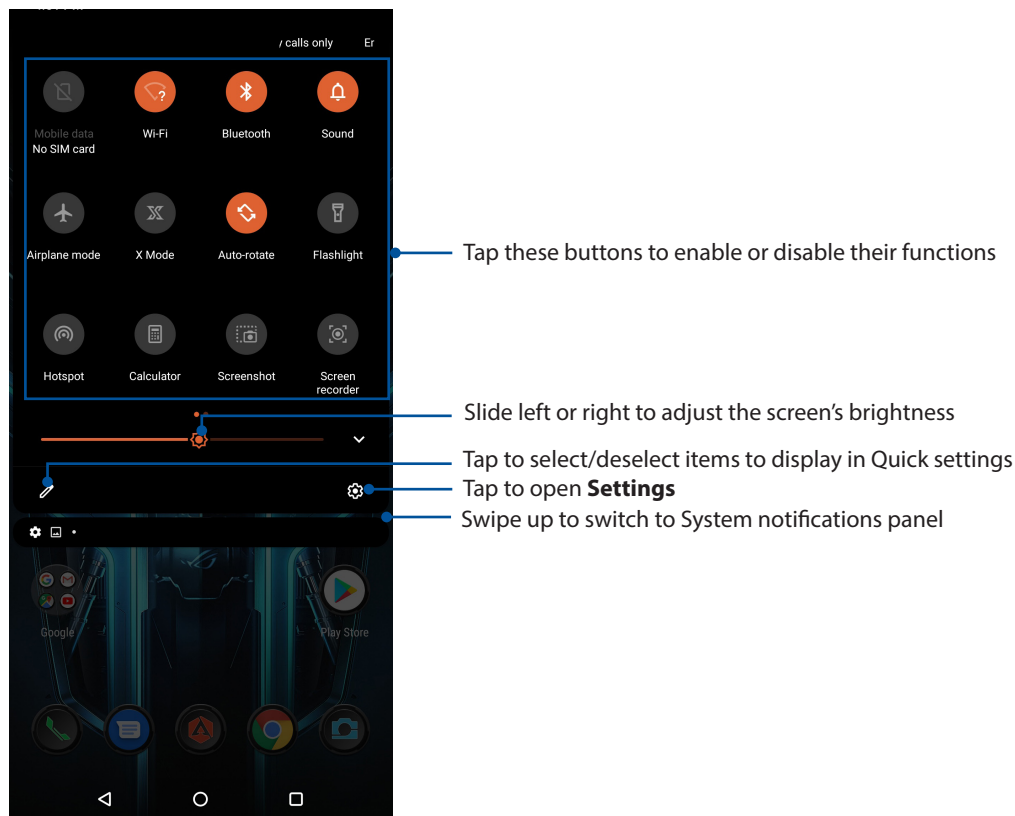 / calls only Er
Mobile data Wi-Fi Bluetooth Sound
No SIM card
Airplane mode X Mode Auto-rotate Flashlight
Tap these buttons to enable or disable their functions
Hotspot Calculator Screenshot Screen
recorder
Slide left or right to adjust the screen’s brightness
Tap to select/deselect items to display in Quick settings
Tap to open Settings
Swipe up to switch to System notifications panel
Google Play Store